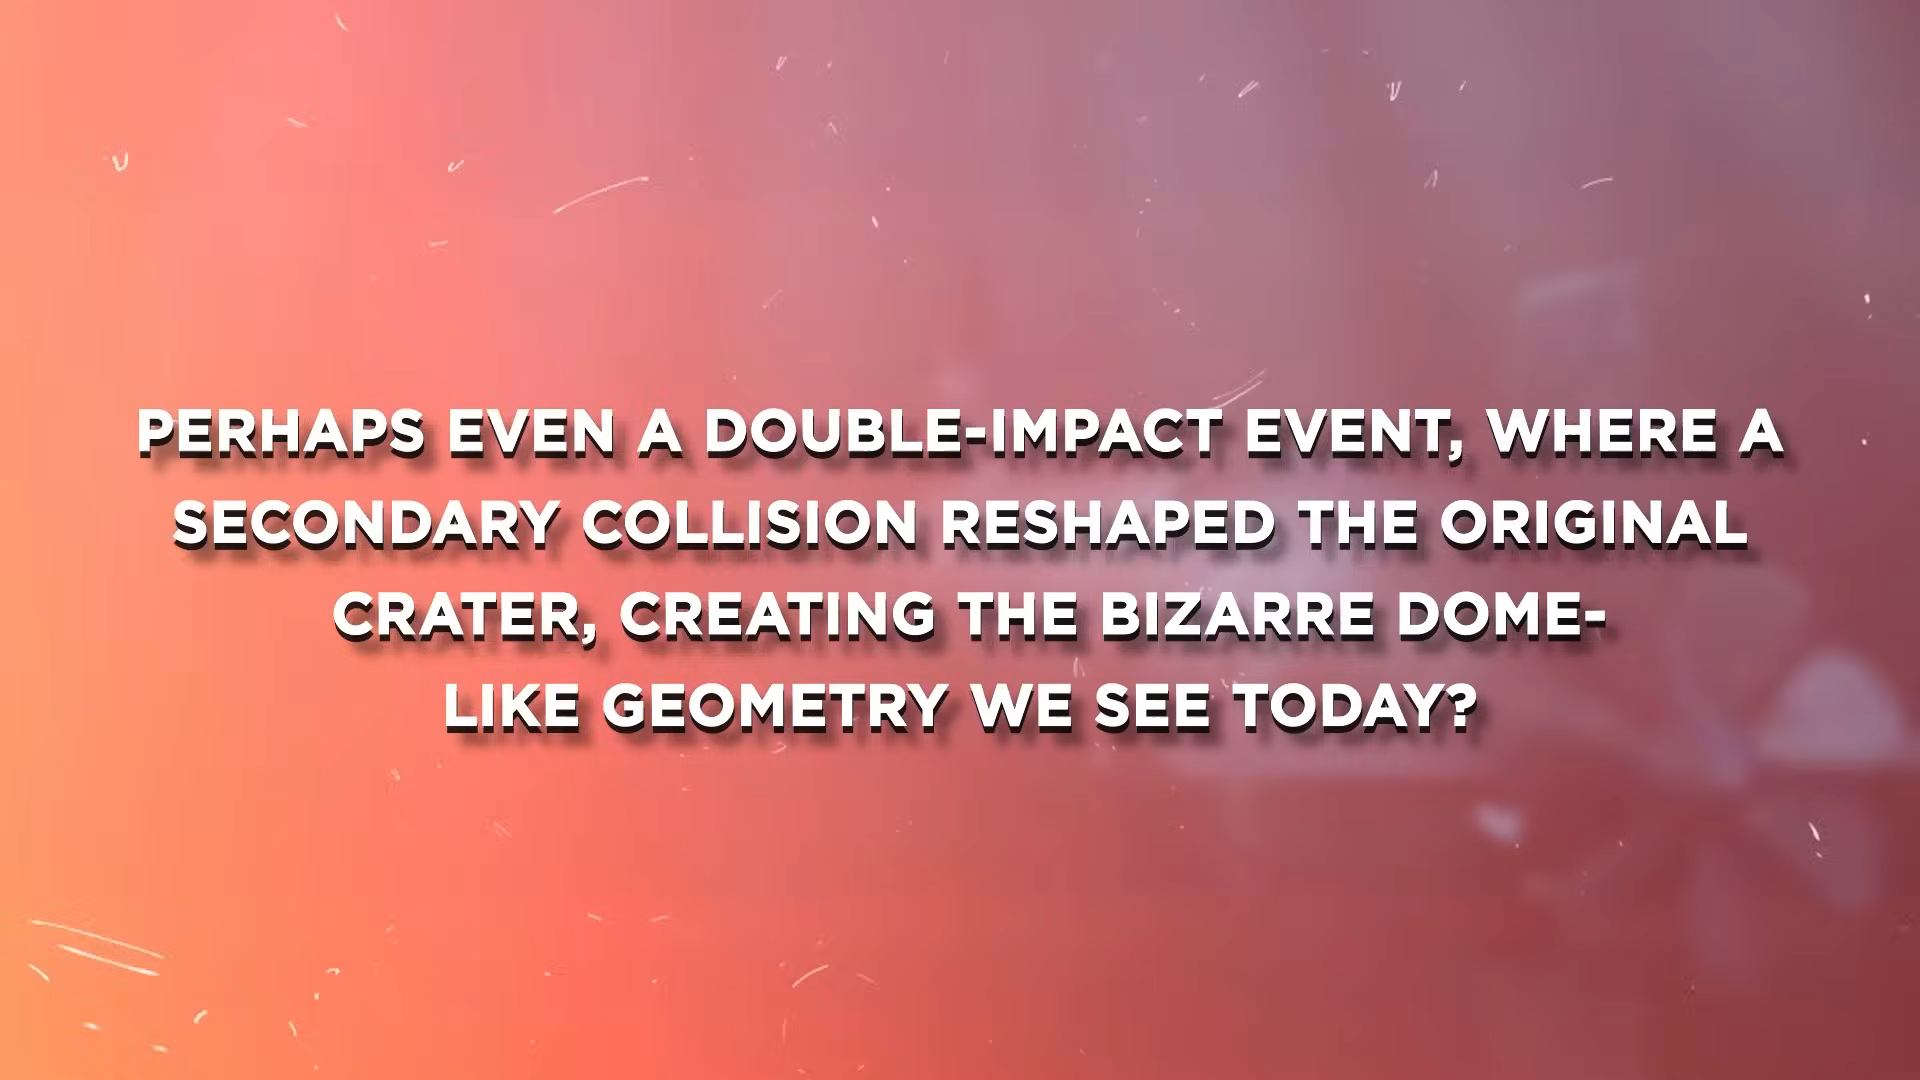 PERHAPS EVEN A DOUBLE-IMPACT EVENT, WHERE A
SECONDARY COLLISION RESHAPED THE ORIGINAL
CRATER, CREATING THE BIZARRE DOME-
LIKE GEOMETRY WE SEE TODAY?